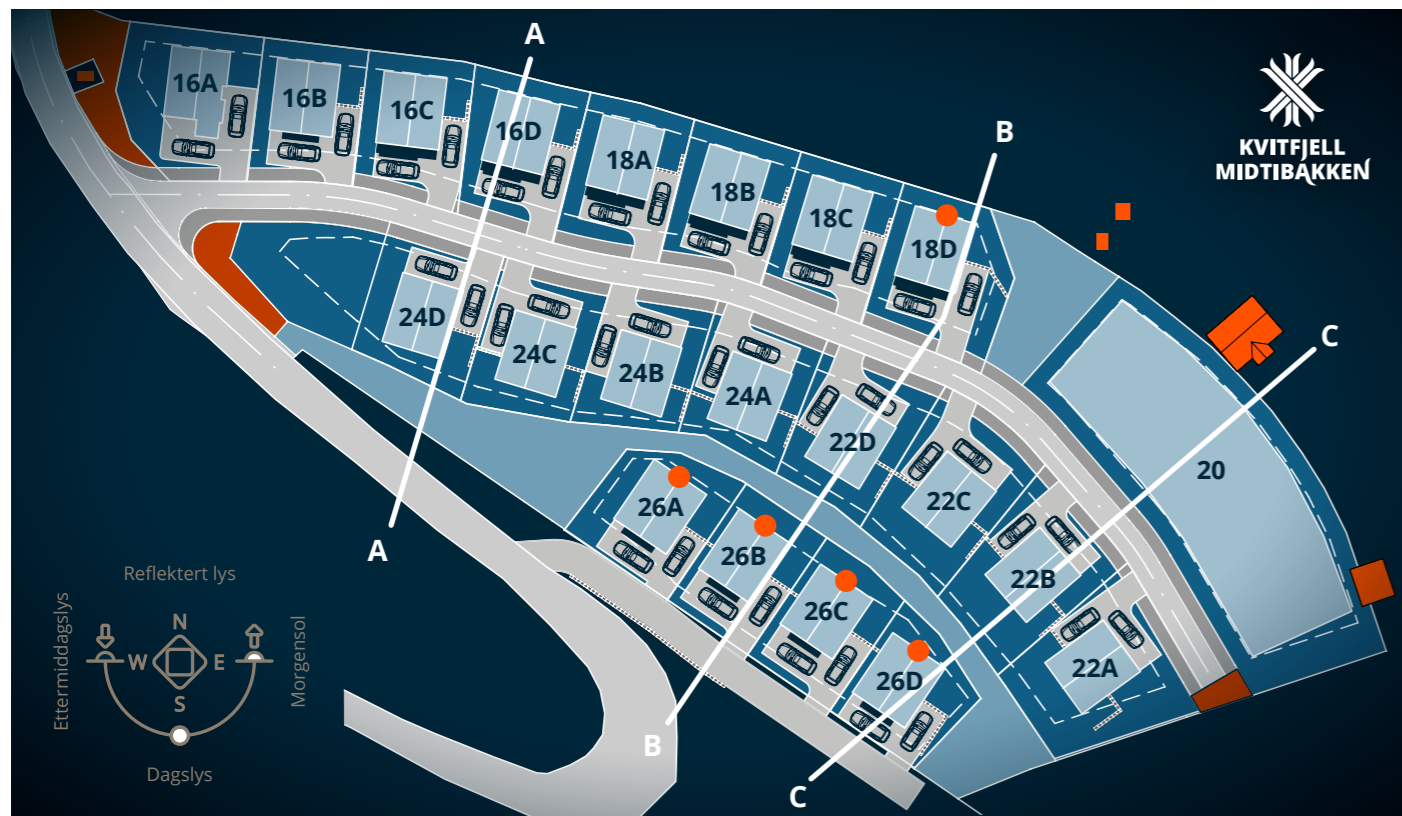 A
16A
16B
16C
16D
18A
18B
18C
18D
B
KVITFJELL
MIDTIBAKKEN
24D
24C
24B
24A
22D
22C
22B
22A
20
C
26A
26B
26C
26D
A
B
C
Reflektert lys
Ettermiddagslys
N
W
E
S
Morgensol
Dagslys